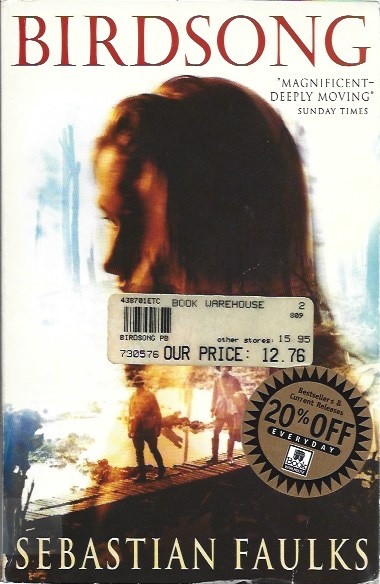 BIRDSONG
"MAGNIFICENT–
DEEPLY MOVING"
SUNDAY TIMES
438701ETC BOOK WAREHOUSE 2
809
BIRDSONG PB other stores: 15.95
730576 OUR PRICE: 12.76
Bestsellers &
Current Releases
20% OFF
EVERYDAY
BOOK
SEBASTIAN FAULKS